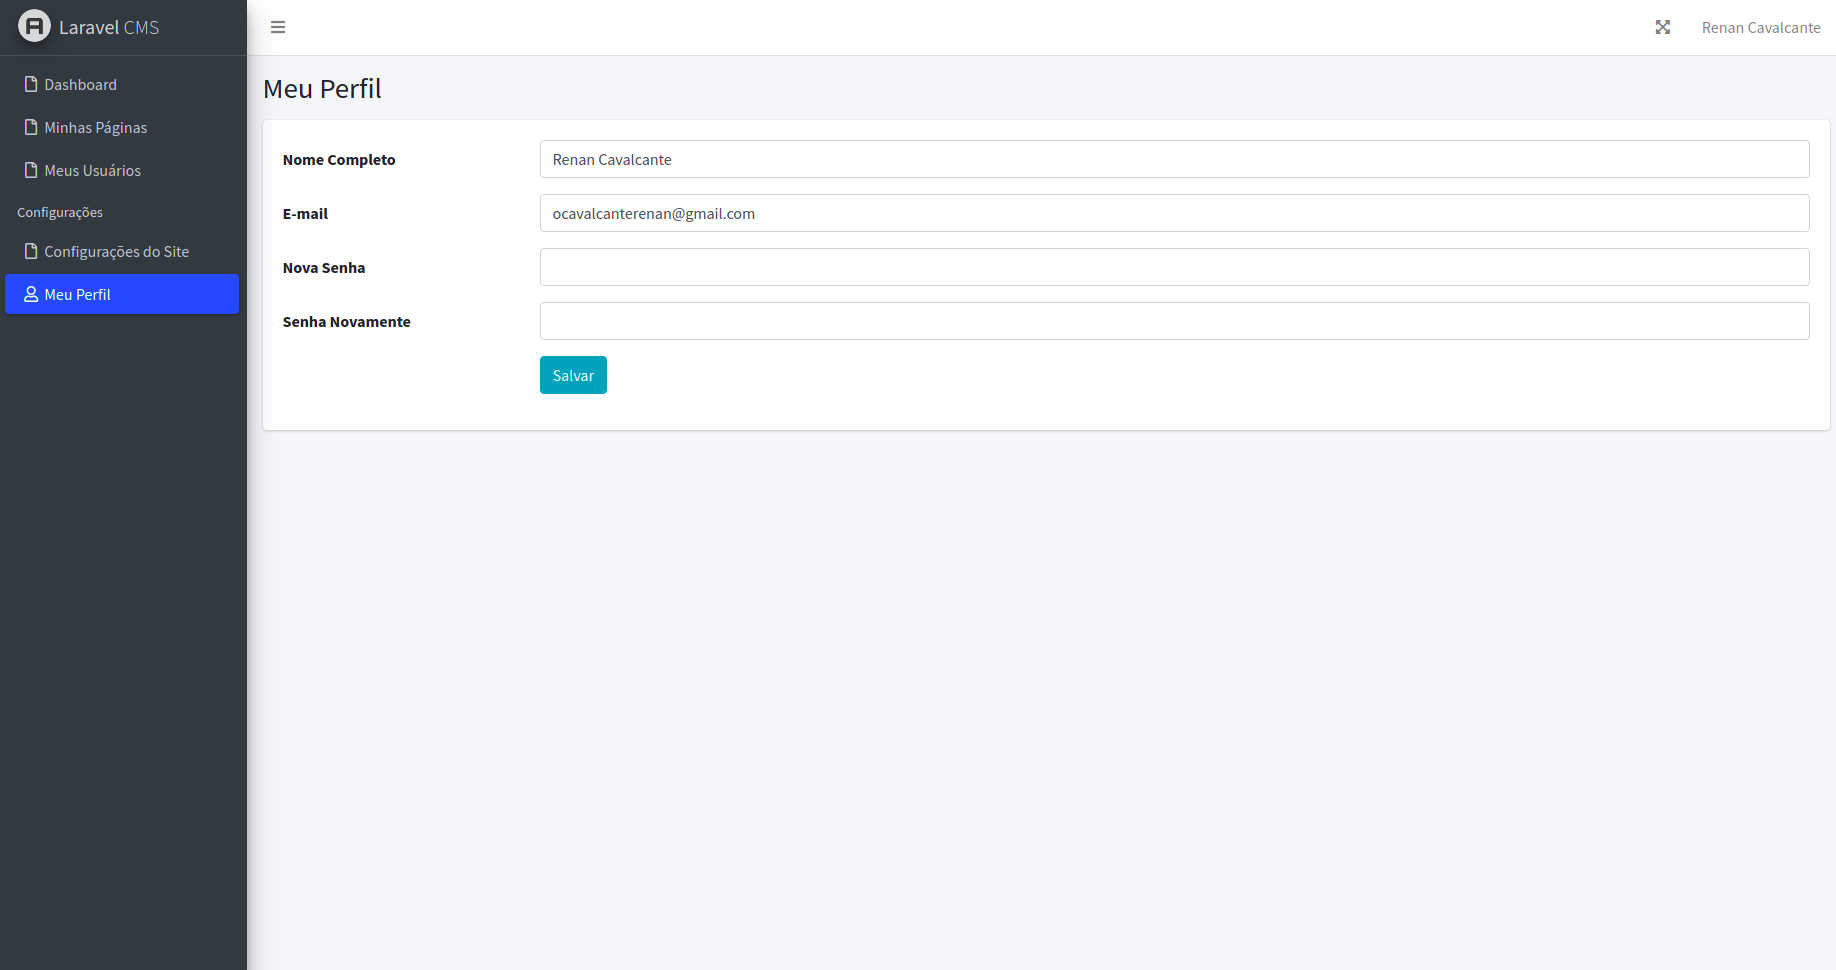 Laravel CMS
Renan Cavalcante
Dashboard
Minhas Páginas
Meus Usuários
Configurações
Configurações do Site
Meu Perfil
Meu Perfil
Nome Completo Renan Cavalcante
E-mail ocavalcanterenan@gmail.com
Nova Senha
Senha Novamente
Salvar